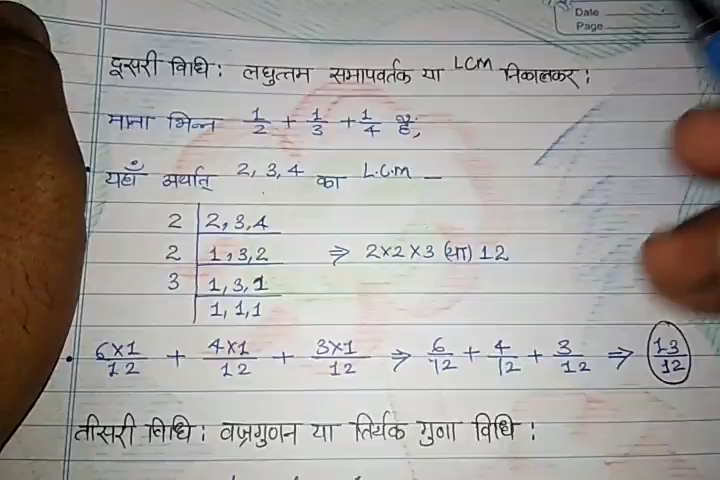 Date
Page
दूसरी विधि : लघुत्तम समापवर्तक या LCM निकालकर :
माना भिन्न 1/2 + 1/3 + 1/4 है,
यहाँ अर्थात् 2, 3, 4 का L.C.M –
2 | 2, 3, 4
2 | 1, 3, 2 ⇒ 2×2×3 (या) 12
3 | 1, 3, 1
1, 1, 1
• 6×1/12 + 4×1/12 + 3×1/12 ⇒ 6/12 + 4/12 + 3/12 ⇒ 13/12
तीसरी विधि : वज्रगुणन या तिर्यक गुणा विधि :